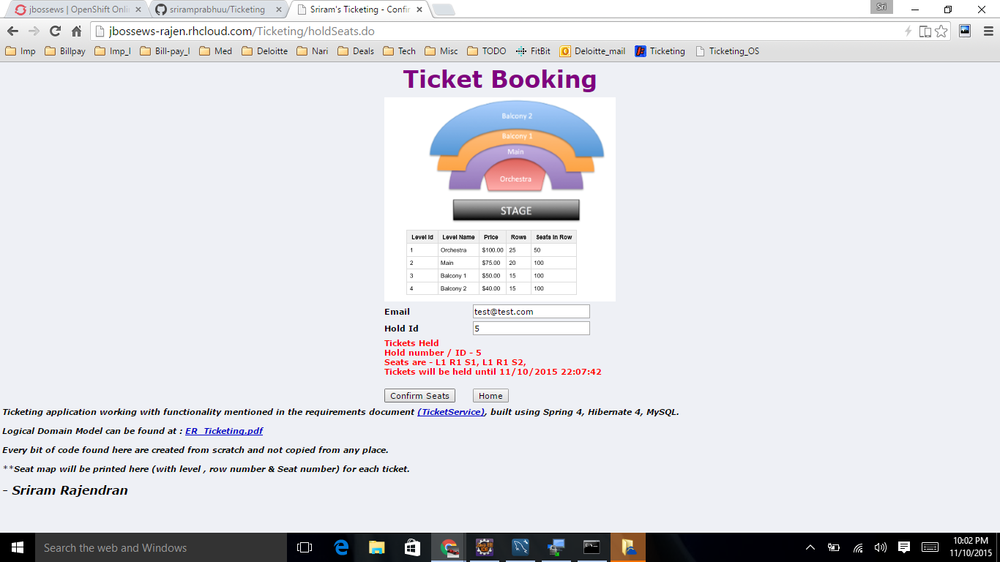 jbossews | OpenShift Onli
sriramprabhuu/Ticketing
Sriram's Ticketing - Confir
Sri
jbossews-rajen.rhcloud.com/Ticketing/holdSeats.do
Imp Billpay Imp_I Bill-pay_I Med Deloitte Nari Deals Tech Misc TODO FitBit Deloitte_mail Ticketing Ticketing_OS
Ticket Booking
Balcony 2
Balcony 1
Main
Orchestra
STAGE
Level Id Level Name Price Rows Seats in Row
1 Orchestra $100.00 25 50
2 Main $75.00 20 100
3 Balcony 1 $50.00 15 100
4 Balcony 2 $40.00 15 100
Email test@test.com
Hold Id 5
Tickets Held
Hold number / ID - 5
Seats are - L1 R1 S1, L1 R1 S2,
Tickets will be held until 11/10/2015 22:07:42
Confirm Seats Home
Ticketing application working with functionality mentioned in the requirements document (TicketService), built using Spring 4, Hibernate 4, MySQL.
Logical Domain Model can be found at : ER_Ticketing.pdf
Every bit of code found here are created from scratch and not copied from any place.
**Seat map will be printed here (with level , row number & Seat number) for each ticket.
- Sriram Rajendran
Search the web and Windows
10:02 PM
11/10/2015